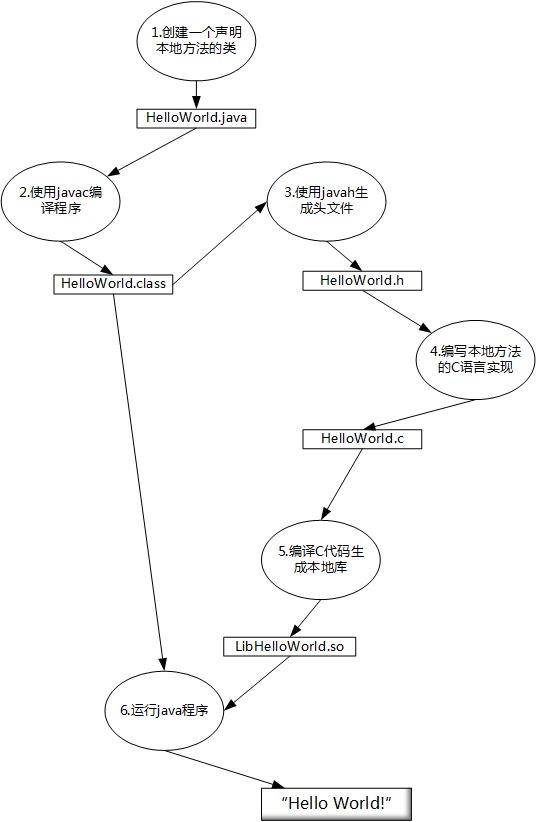 1.创建一个声明
本地方法的类
HelloWorld.java
2.使用javac编
译程序
3.使用javah生
成头文件
HelloWorld.class
HelloWorld.h
4.编写本地方法
的C语言实现
HelloWorld.c
5.编译C代码生
成本地库
LibHelloWorld.so
6.运行java程序
“Hello World!“